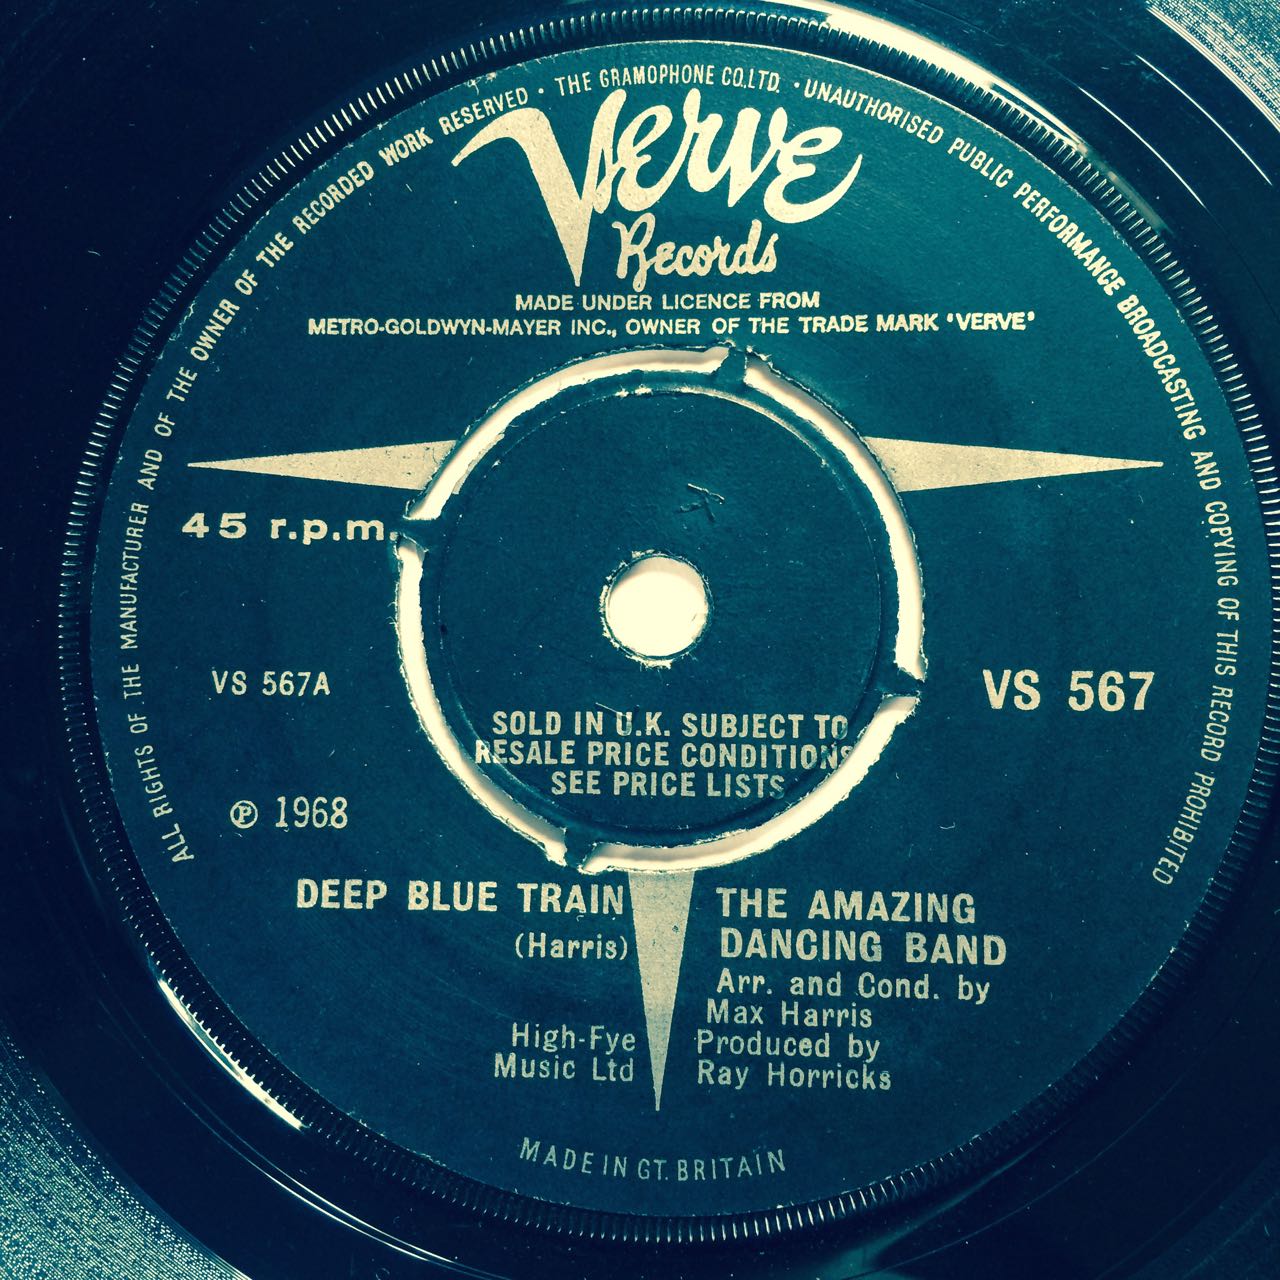 ALL RIGHTS OF THE MANUFACTURER AND OF THE OWNER OF THE RECORDED WORK RESERVED · THE GRAMOPHONE CO.LTD. · UNAUTHORISED PUBLIC PERFORMANCE BROADCASTING AND COPYING OF THIS RECORD PROHIBITED
Verve
Records
MADE UNDER LICENCE FROM
METRO-GOLDWYN-MAYER INC., OWNER OF THE TRADE MARK 'VERVE'
45 r.p.m.
VS 567A
VS 567
SOLD IN U.K. SUBJECT TO
RESALE PRICE CONDITIONS
SEE PRICE LISTS
℗ 1968
DEEP BLUE TRAIN
(Harris)
High-Fye
Music Ltd
THE AMAZING
DANCING BAND
Arr. and Cond. by
Max Harris
Produced by
Ray Horricks
MADE IN GT. BRITAIN